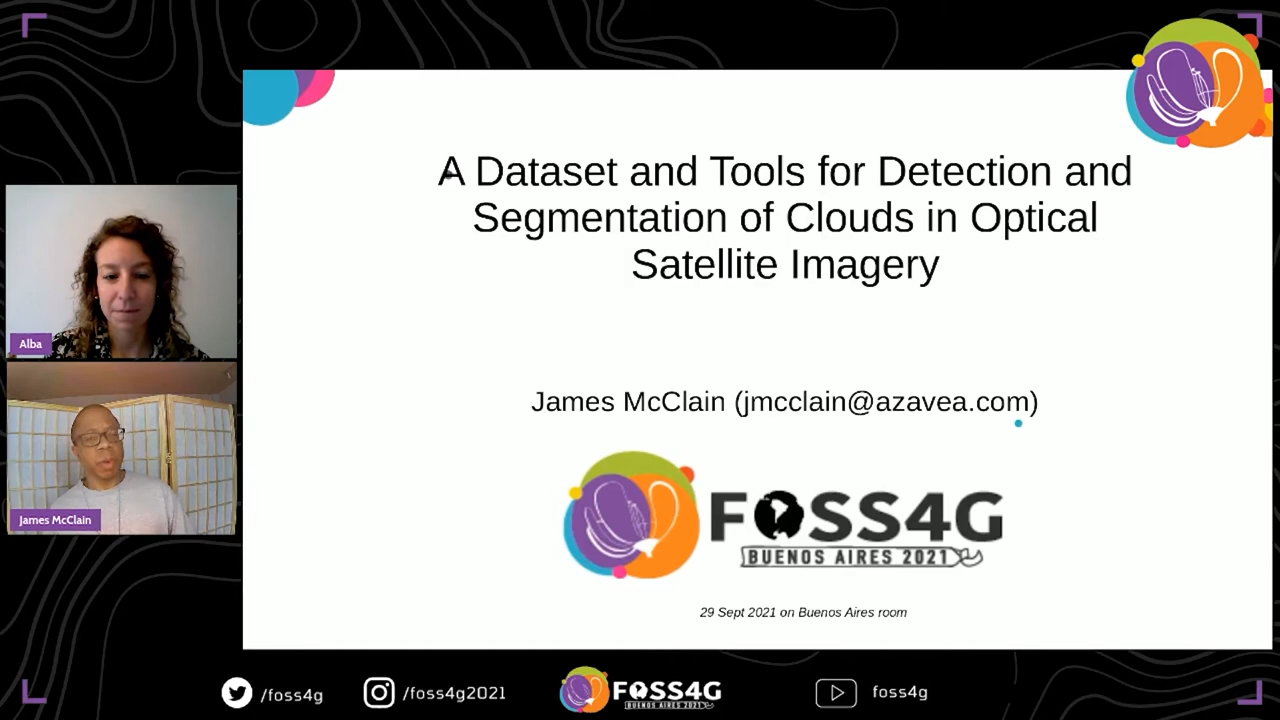 A Dataset and Tools for Detection and
Segmentation of Clouds in Optical
Satellite Imagery
James McClain (jmcclain@azavea.com)
FOSS4G
BUENOS AIRES 2021
29 Sept 2021 on Buenos Aires room
Alba
James McClain
/foss4g
/foss4g2021
FOSS4G
BUENOS AIRES 2021
foss4g